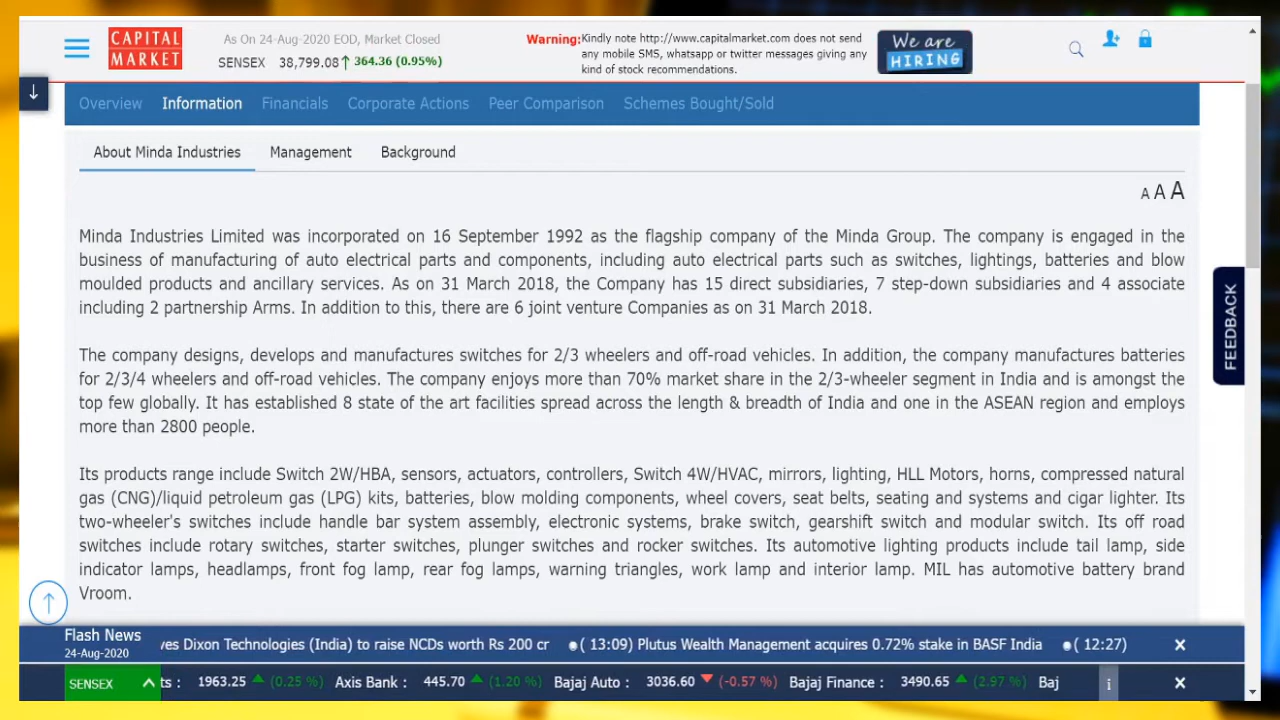 CAPITAL
MARKET
As On 24-Aug-2020 EOD, Market Closed
SENSEX 38,799.08 364.36 (0.95%)
Warning:Kindly note http://www.capitalmarket.com does not send
any mobile SMS, whatsapp or twitter messages giving any
kind of stock recommendations.
We are
HIRING
Overview Information Financials Corporate Actions Peer Comparison Schemes Bought/Sold
About Minda Industries Management Background
A A A
Minda Industries Limited was incorporated on 16 September 1992 as the flagship company of the Minda Group. The company is engaged in the
business of manufacturing of auto electrical parts and components, including auto electrical parts such as switches, lightings, batteries and blow
moulded products and ancillary services. As on 31 March 2018, the Company has 15 direct subsidiaries, 7 step-down subsidiaries and 4 associate
including 2 partnership Arms. In addition to this, there are 6 joint venture Companies as on 31 March 2018.
The company designs, develops and manufactures switches for 2/3 wheelers and off-road vehicles. In addition, the company manufactures batteries
for 2/3/4 wheelers and off-road vehicles. The company enjoys more than 70% market share in the 2/3-wheeler segment in India and is amongst the
top few globally. It has established 8 state of the art facilities spread across the length & breadth of India and one in the ASEAN region and employs
more than 2800 people.
Its products range include Switch 2W/HBA, sensors, actuators, controllers, Switch 4W/HVAC, mirrors, lighting, HLL Motors, horns, compressed natural
gas (CNG)/liquid petroleum gas (LPG) kits, batteries, blow molding components, wheel covers, seat belts, seating and systems and cigar lighter. Its
two-wheeler's switches include handle bar system assembly, electronic systems, brake switch, gearshift switch and modular switch. Its off road
switches include rotary switches, starter switches, plunger switches and rocker switches. Its automotive lighting products include tail lamp, side
indicator lamps, headlamps, front fog lamp, rear fog lamps, warning triangles, work lamp and interior lamp. MIL has automotive battery brand
Vroom.
FEEDBACK
Flash News
24-Aug-2020
ves Dixon Technologies (India) to raise NCDs worth Rs 200 cr ( 13:09) Plutus Wealth Management acquires 0.72% stake in BASF India ( 12:27)
SENSEX ts : 1963.25 (0.25 %) Axis Bank : 445.70 (1.20 %) Bajaj Auto : 3036.60 (-0.57 %) Bajaj Finance : 3490.65 (2.97 %) Baj